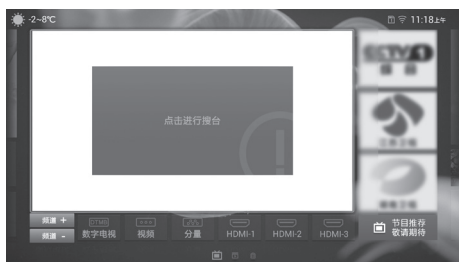 -2~8℃
11:18上午
CCTV 1
点击进行搜台
频道 +
频道 -
DTMB
数字电视
视频
分量
HDMI-1
HDMI-2
HDMI-3
节目推荐
敬请期待